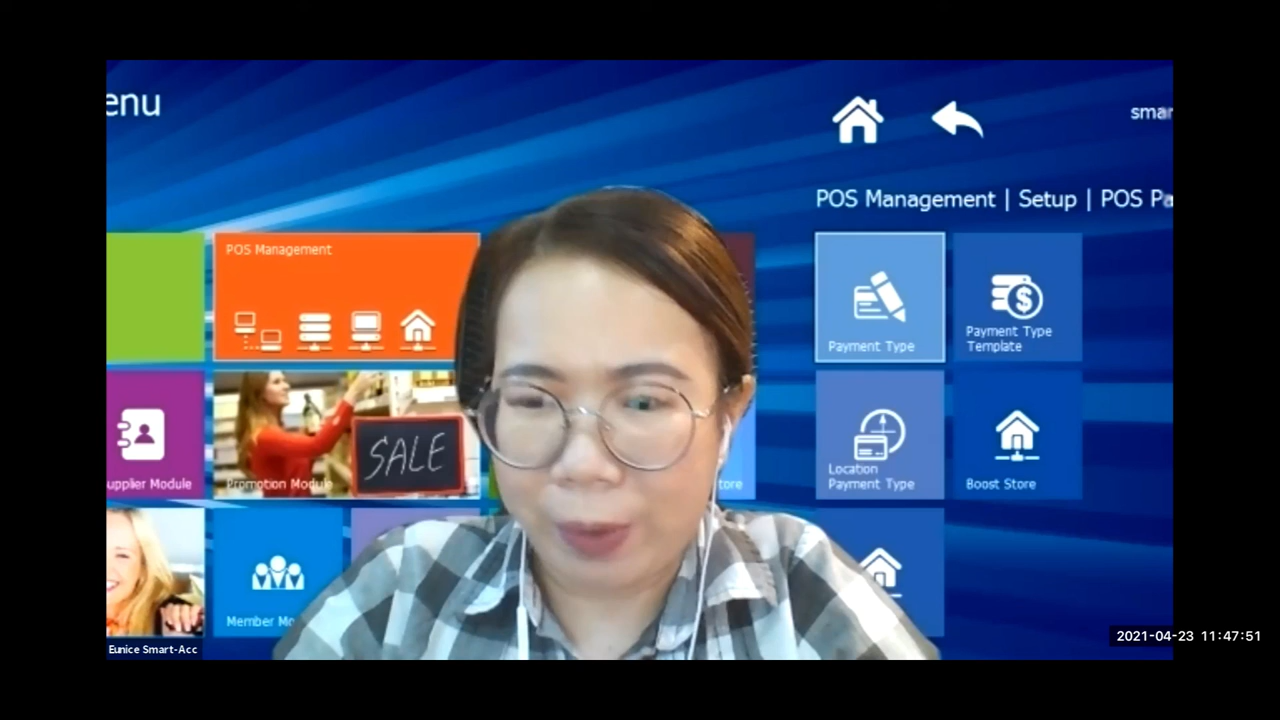 enu
smar
POS Management | Setup | POS Pa
POS Management
Payment Type
Payment Type
Template
SALE
upplier Module
Promotion Module
tore
Location
Payment Type
Boost Store
Member Mo
Eunice Smart-Acc
2021-04-23 11:47:51